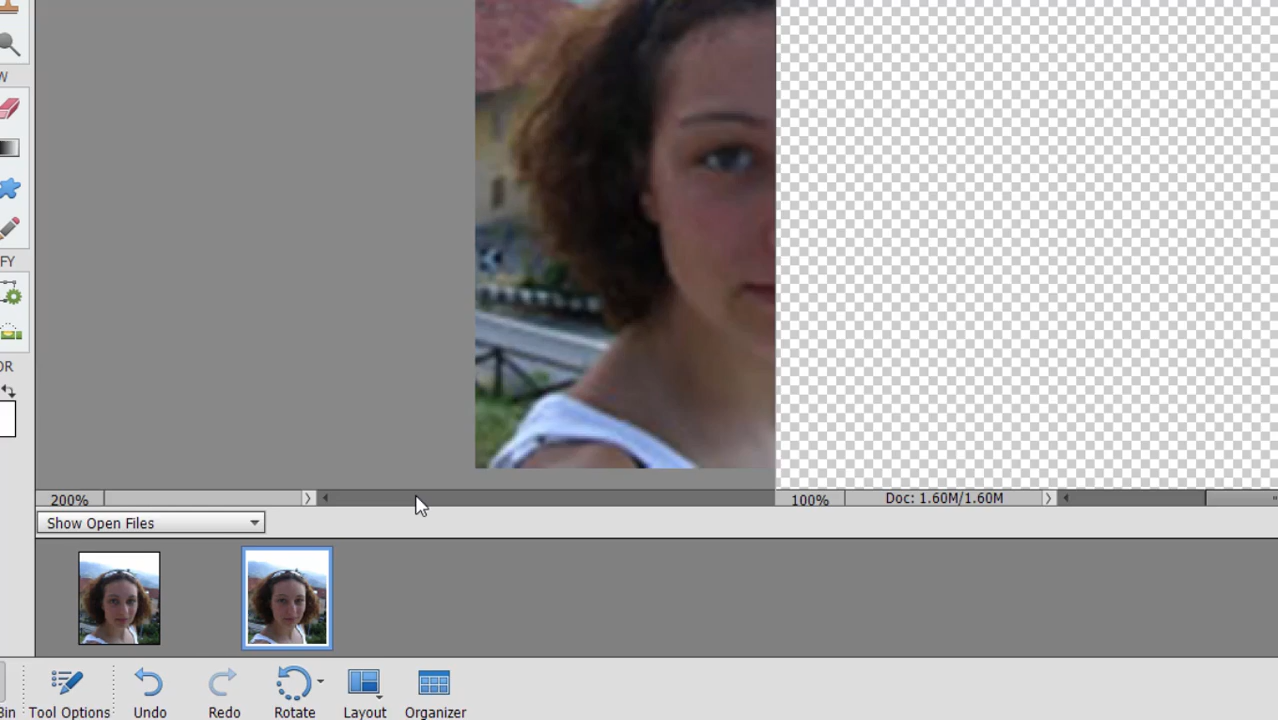 W
FY
OR
200%
100%
Doc: 1.60M/1.60M
Show Open Files
Bin
Tool Options
Undo
Redo
Rotate
Layout
Organizer